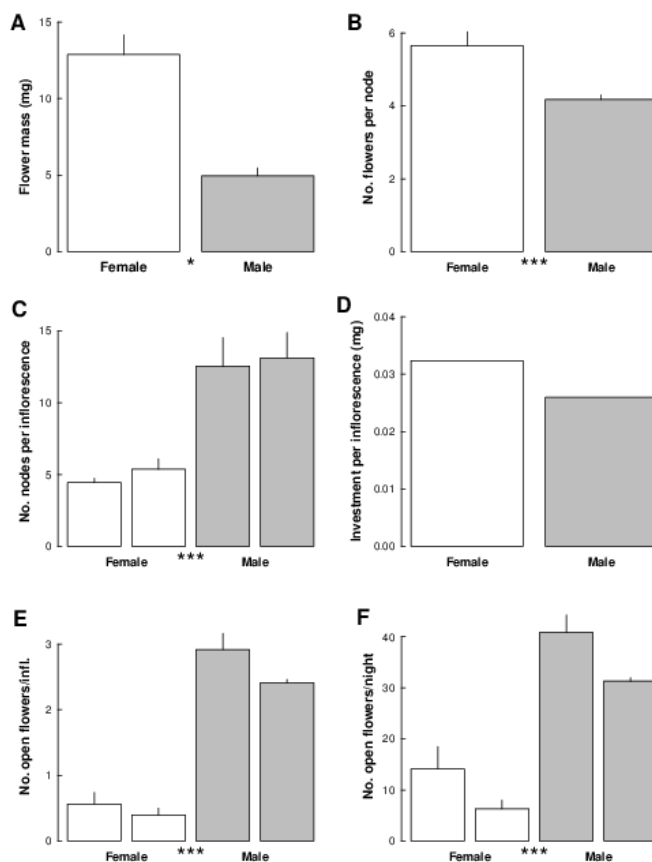 A
Flower mass (mg)
15
10
5
0
Female * Male
B
No. flowers per node
6
4
2
0
Female *** Male
C
No. nodes per inflorescence
15
10
5
0
Female *** Male
D
Investment per inflorescence (mg)
0.04
0.03
0.02
0.01
0.00
Female Male
E
No. open flowers/infl.
3
2
1
0
Female *** Male
F
No. open flowers/night
40
30
20
10
0
Female *** Male